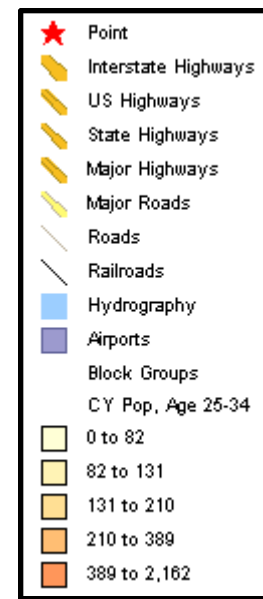 Point
Interstate Highways
US Highways
State Highways
Major Highways
Major Roads
Roads
Railroads
Hydrography
Airports
Block Groups
CY Pop, Age 25-34
0 to 82
82 to 131
131 to 210
210 to 389
389 to 2,162